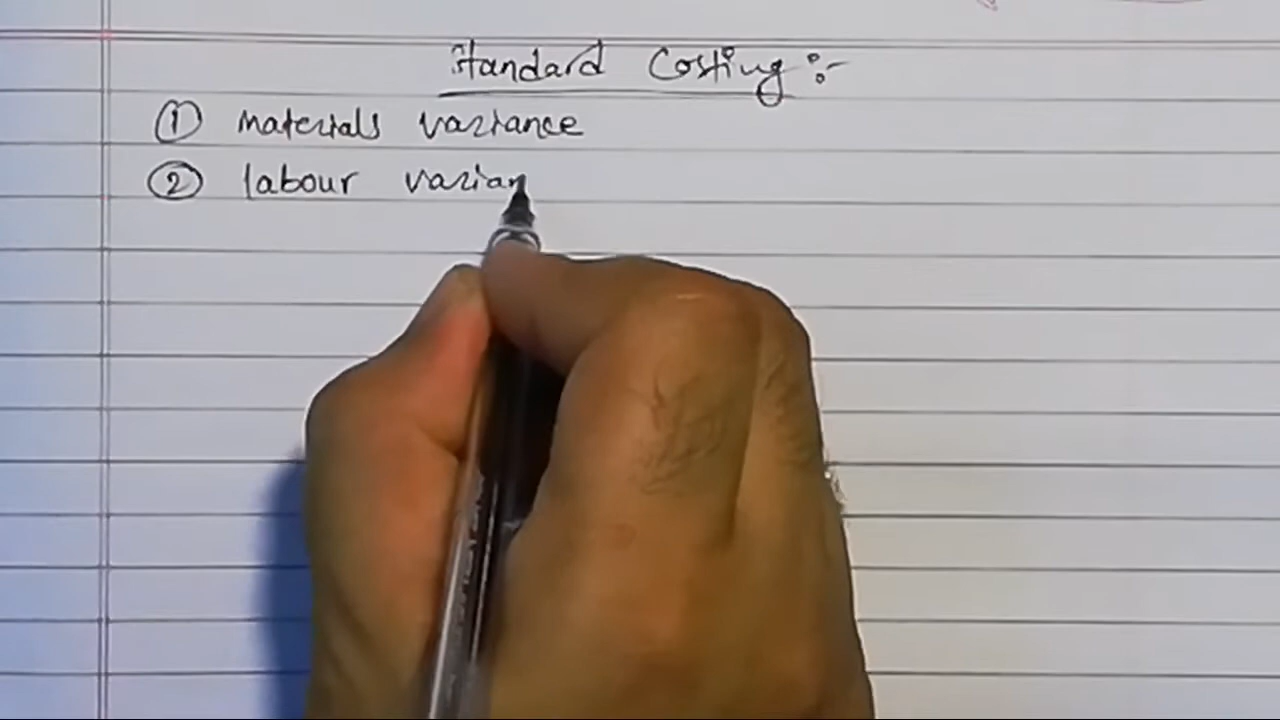 Standard Costing :-
① materials variance
② labour varian